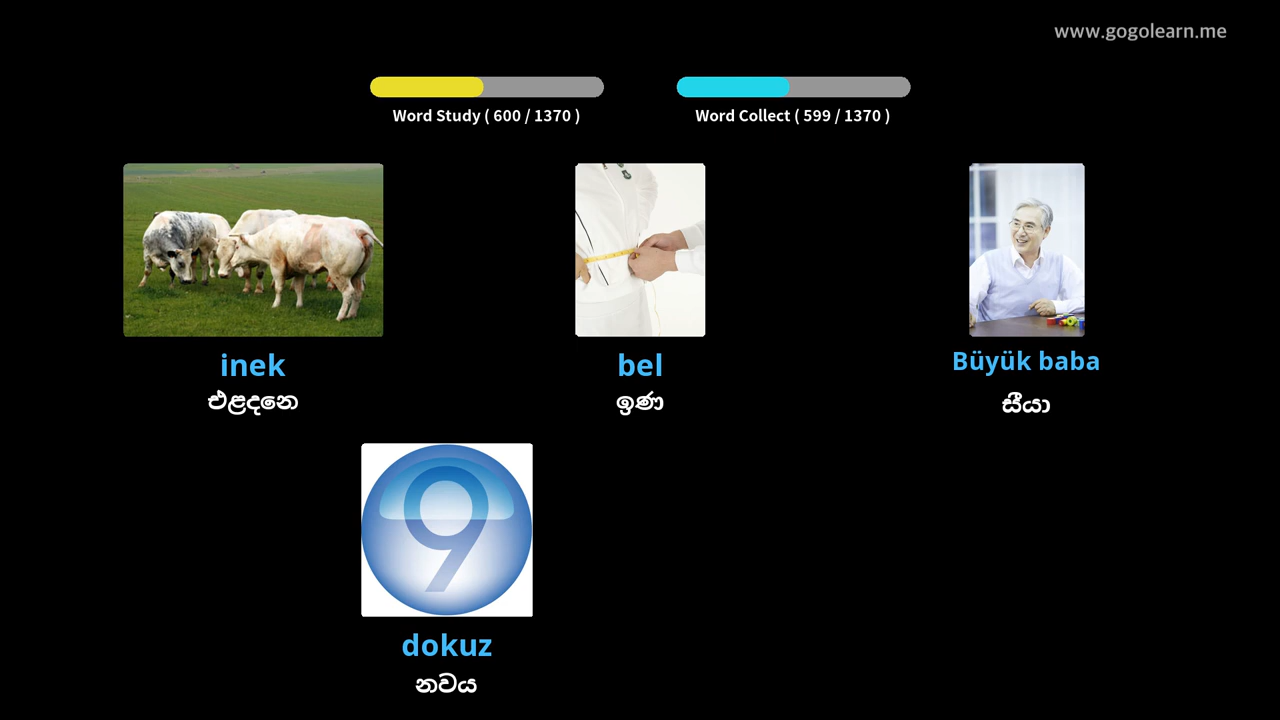 www.gogolearn.me
Word Study ( 600 / 1370 )
Word Collect ( 599 / 1370 )
inek
එළදෙන
bel
ඉණ
Büyük baba
සීයා
9
dokuz
නවය